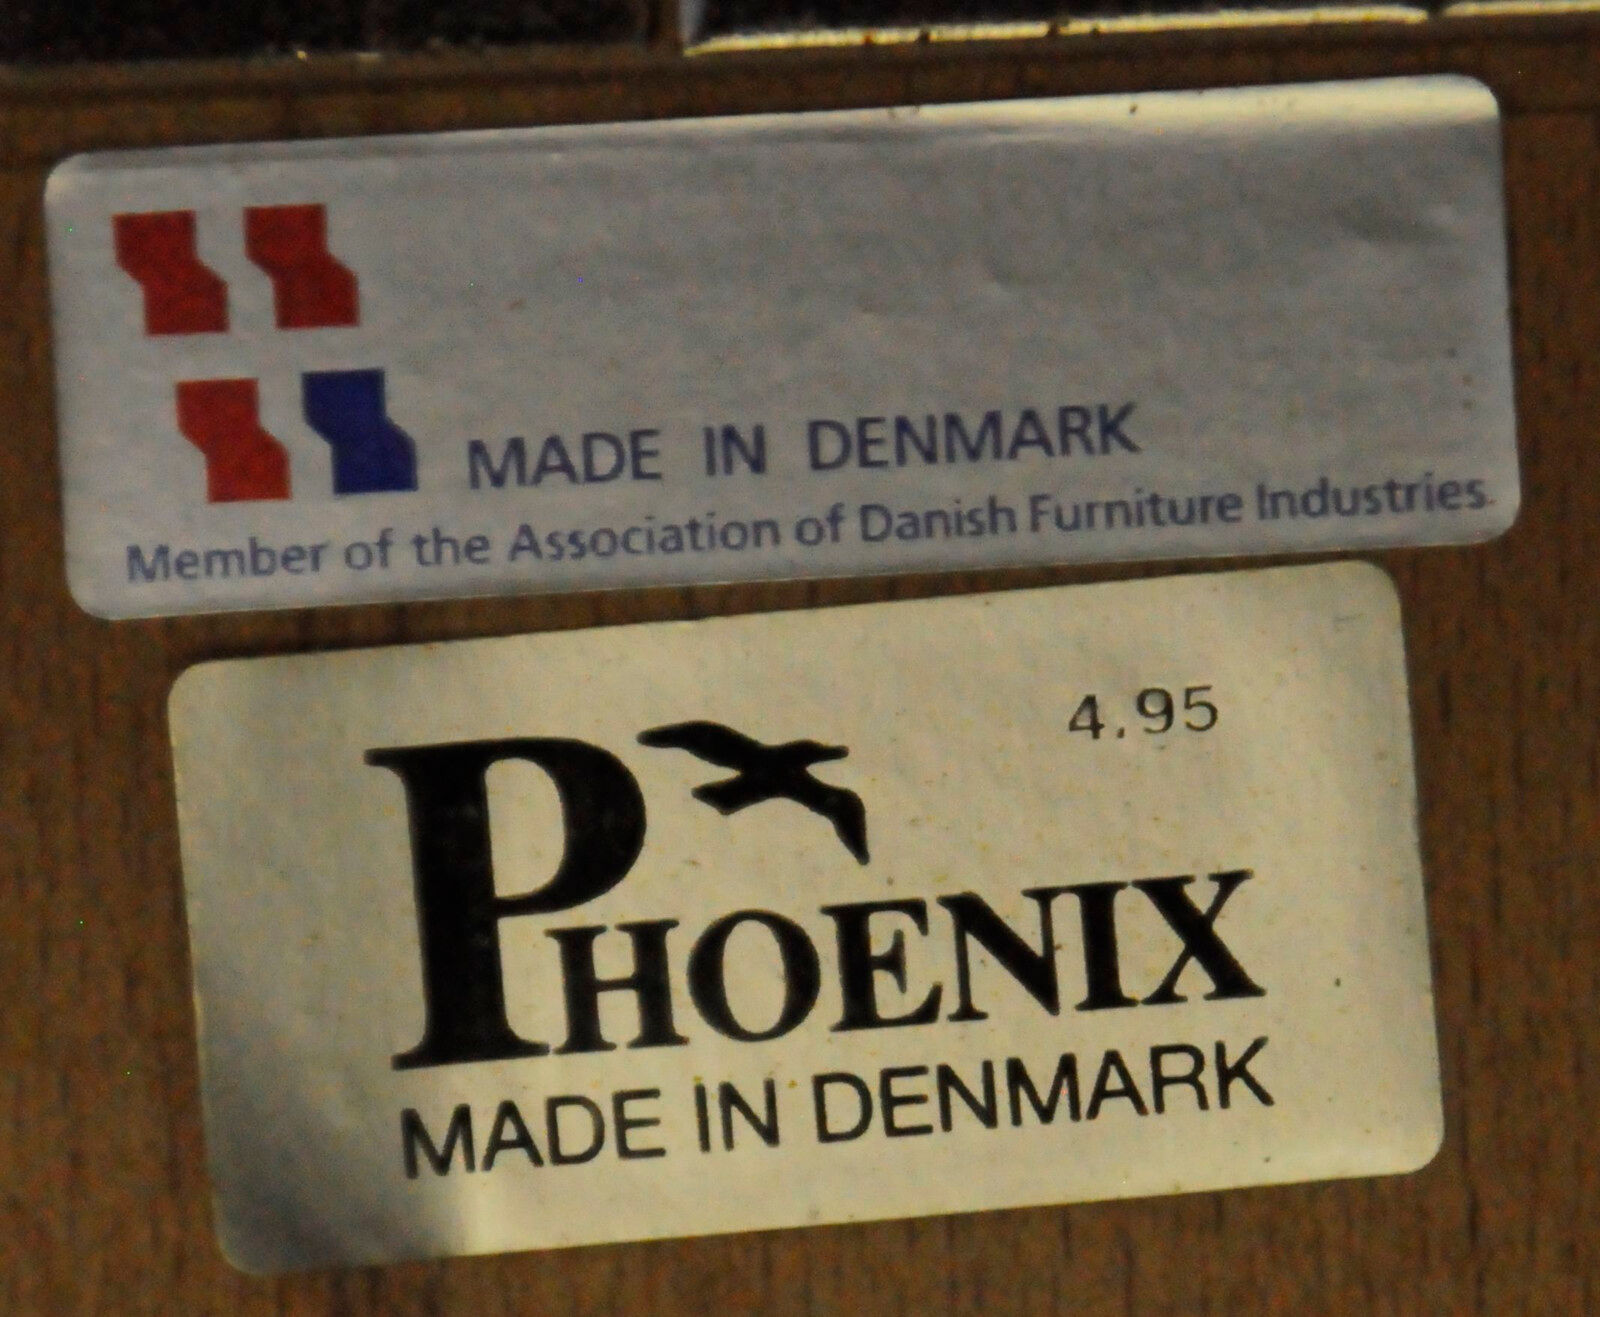 MADE IN DENMARK
Member of the Association of Danish Furniture Industries.
4.95
PHOENIX
MADE IN DENMARK